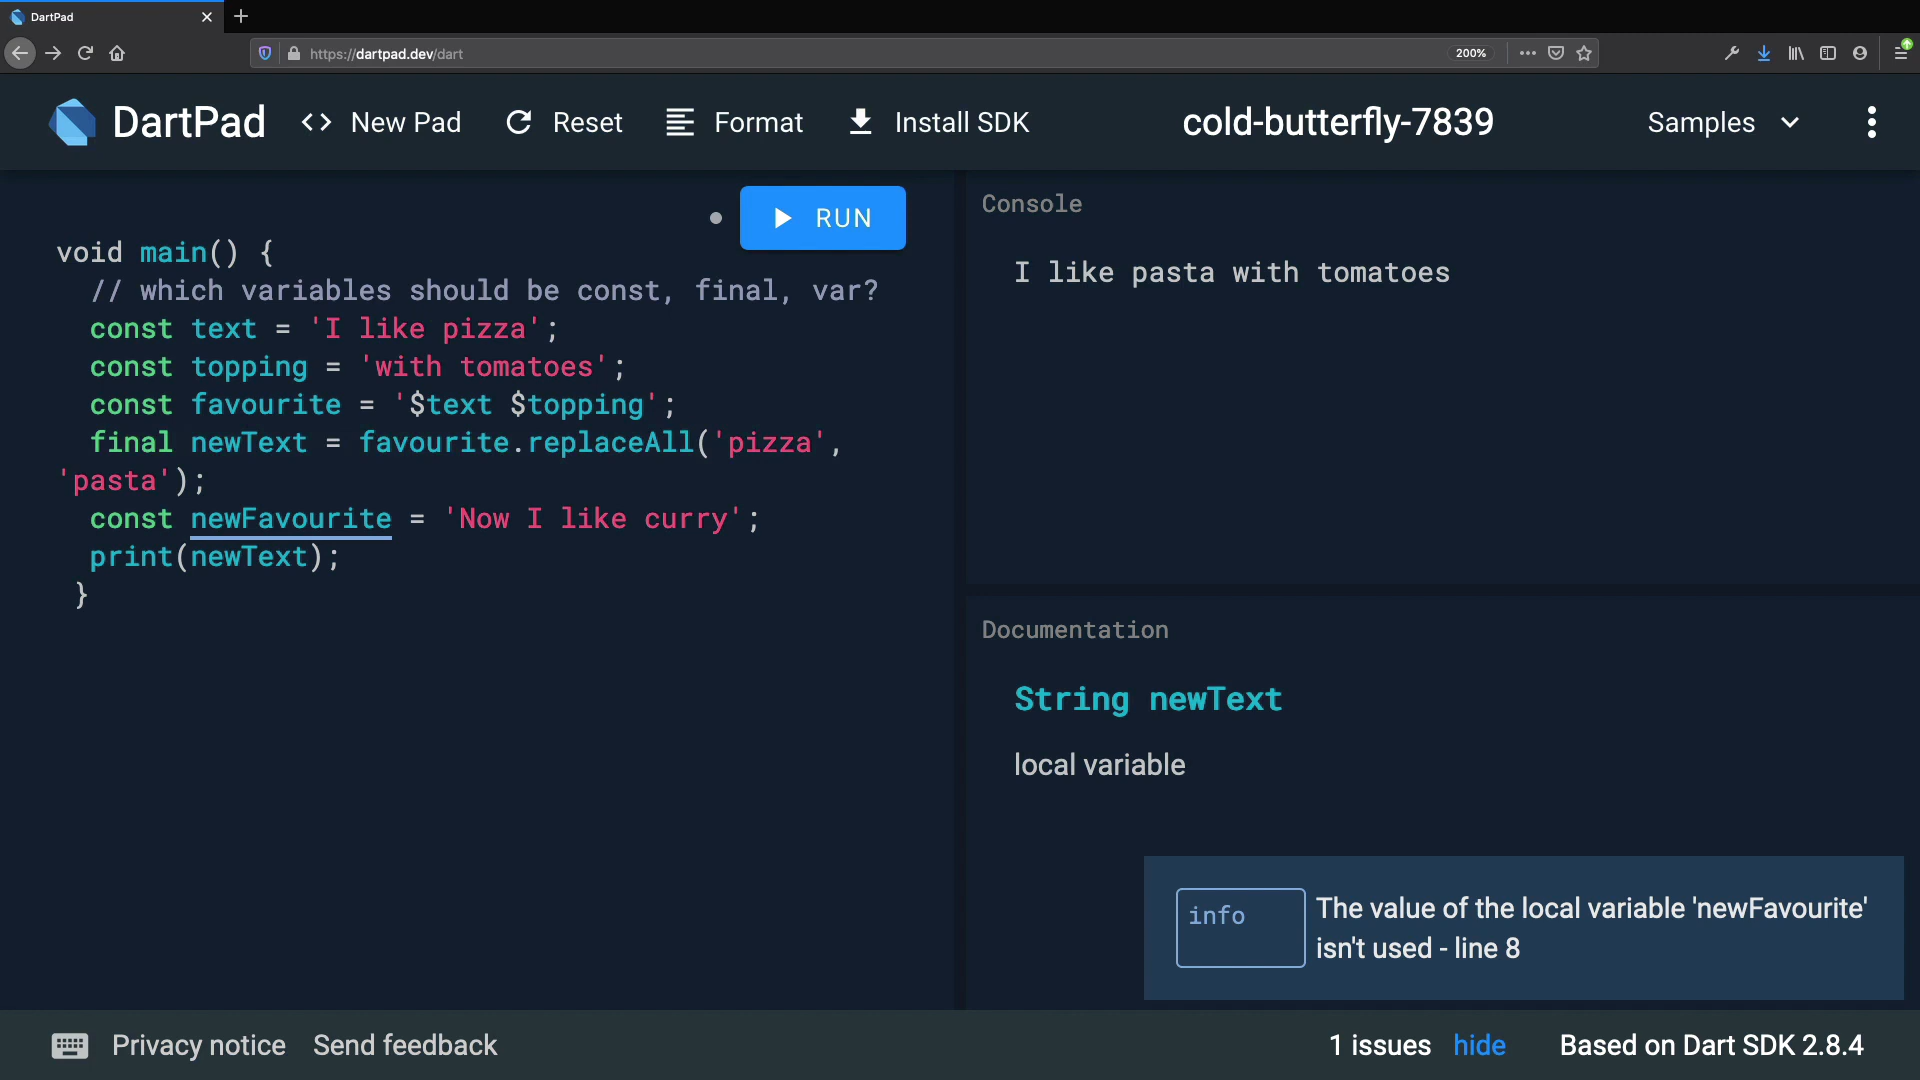 DartPad
https://dartpad.dev/dart
200%
DartPad
<> New Pad
Reset
Format
Install SDK
cold-butterfly-7839
Samples
RUN
void main() {
  // which variables should be const, final, var?
  const text = 'I like pizza';
  const topping = 'with tomatoes';
  const favourite = '$text $topping';
  final newText = favourite.replaceAll('pizza',
'pasta');
  const newFavourite = 'Now I like curry';
  print(newText);
 }
Console
I like pasta with tomatoes
Documentation
String newText
local variable
info
The value of the local variable 'newFavourite'
isn't used - line 8
Privacy notice
Send feedback
1 issues
hide
Based on Dart SDK 2.8.4